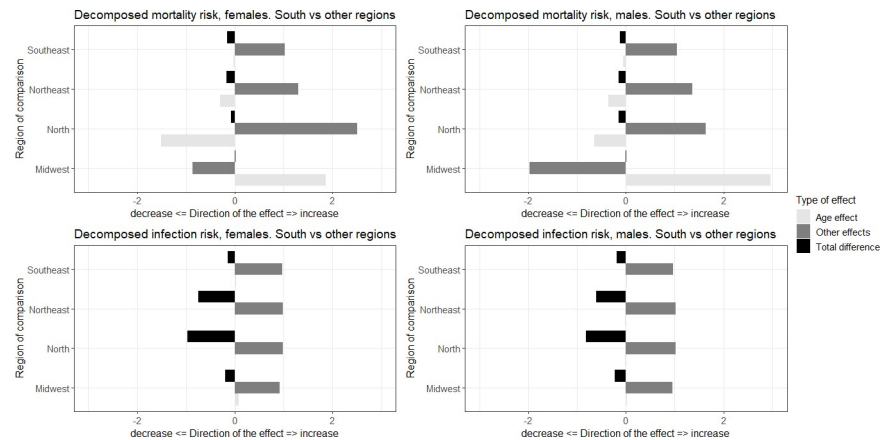 Decomposed mortality risk, females. South vs other regions
Region of comparison
Southeast
Northeast
North
Midwest
-2
0
2
decrease <= Direction of the effect => increase
Decomposed mortality risk, males. South vs other regions
Region of comparison
Southeast
Northeast
North
Midwest
-2
0
2
decrease <= Direction of the effect => increase
Decomposed infection risk, females. South vs other regions
Region of comparison
Southeast
Northeast
North
Midwest
-2
0
2
decrease <= Direction of the effect => increase
Decomposed infection risk, males. South vs other regions
Region of comparison
Southeast
Northeast
North
Midwest
-2
0
2
decrease <= Direction of the effect => increase
Type of effect
Age effect
Other effects
Total difference